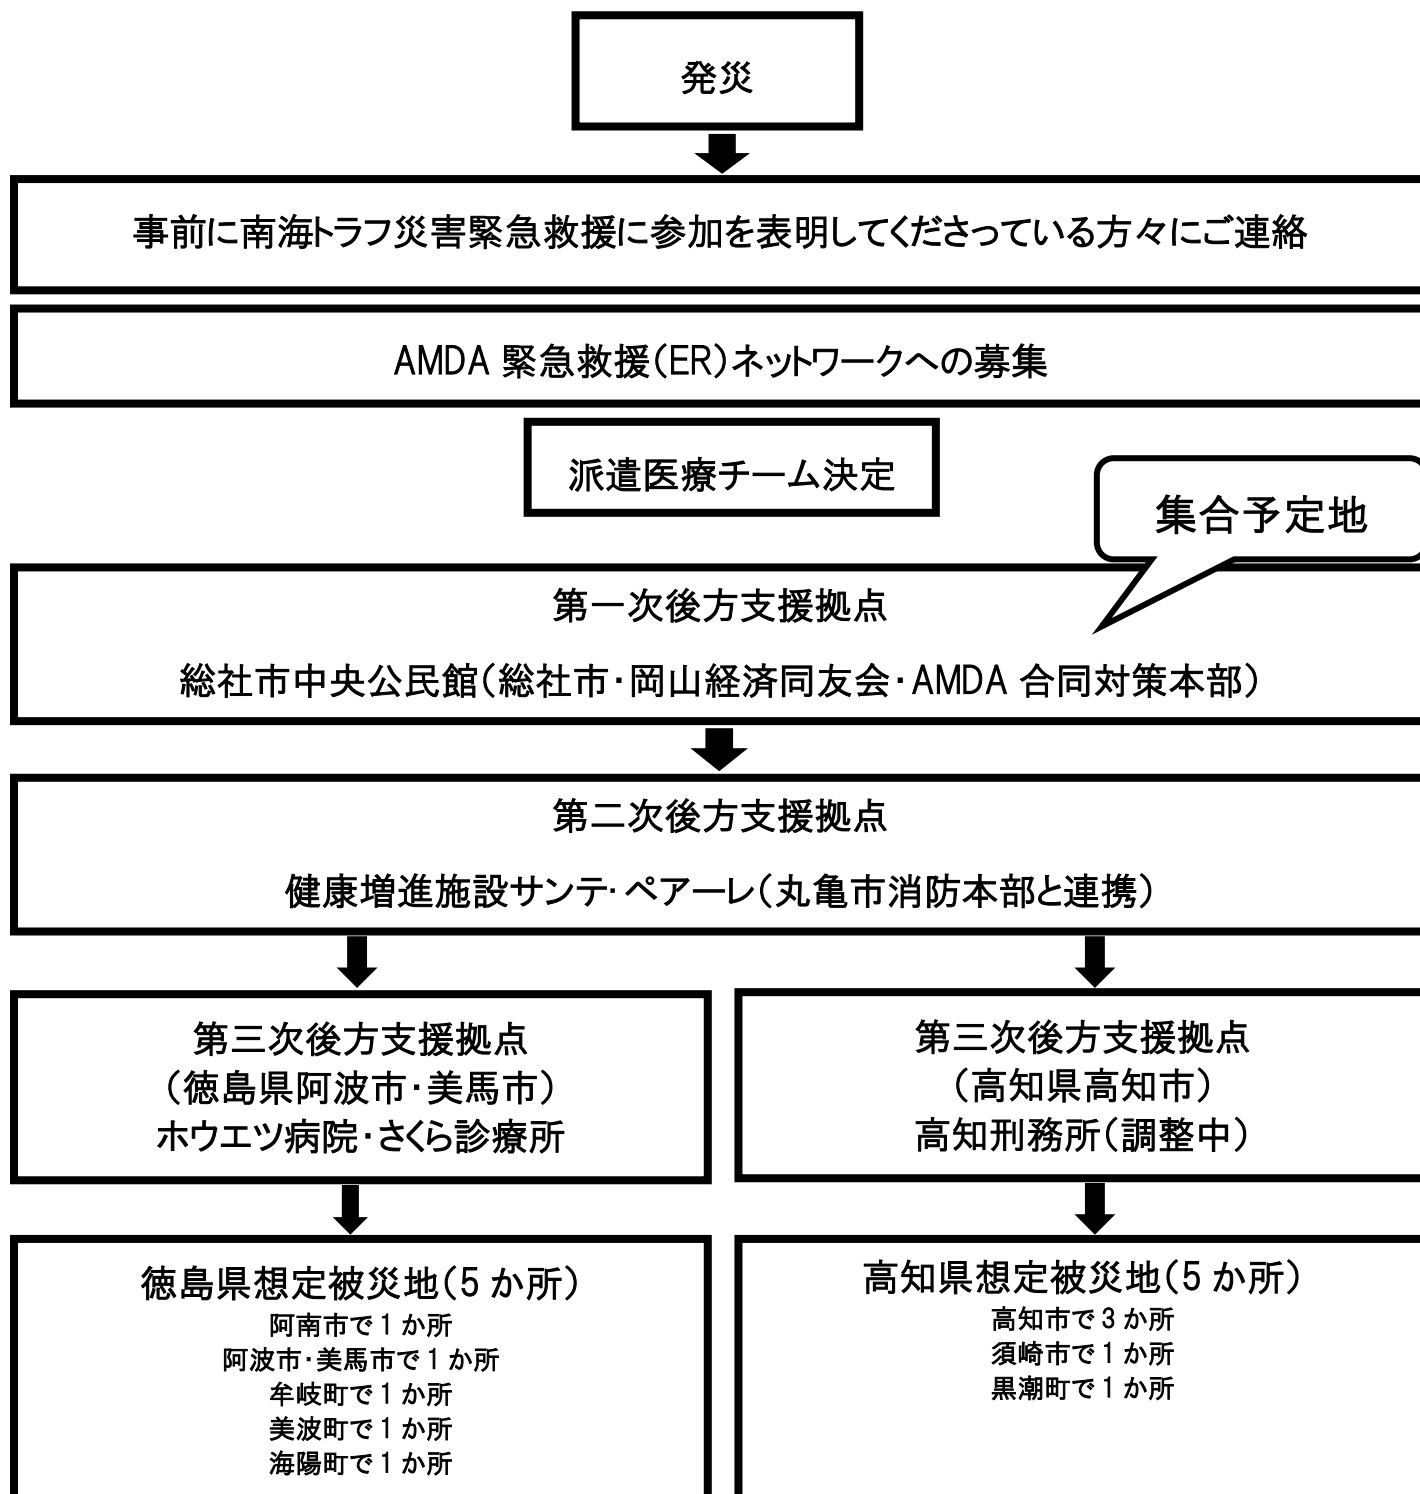 発災
事前に南海トラフ災害緊急救援に参加を表明してくださっている方々にご連絡
AMDA 緊急救援(ER)ネットワークへの募集
派遣医療チーム決定
集合予定地
第一次後方支援拠点
総社市中央公民館(総社市・岡山経済同友会・AMDA 合同対策本部)
第二次後方支援拠点
健康増進施設サンテ・ペアーレ(丸亀市消防本部と連携)
第三次後方支援拠点
(徳島県阿波市・美馬市)
ホウエツ病院・さくら診療所
第三次後方支援拠点
(高知県高知市)
高知刑務所(調整中)
徳島県想定被災地(5 か所)
阿南市で 1 か所
阿波市・美馬市で 1 か所
牟岐町で 1 か所
美波町で 1 か所
海陽町で 1 か所
高知県想定被災地(5 か所)
高知市で 3 か所
須崎市で 1 か所
黒潮町で 1 か所